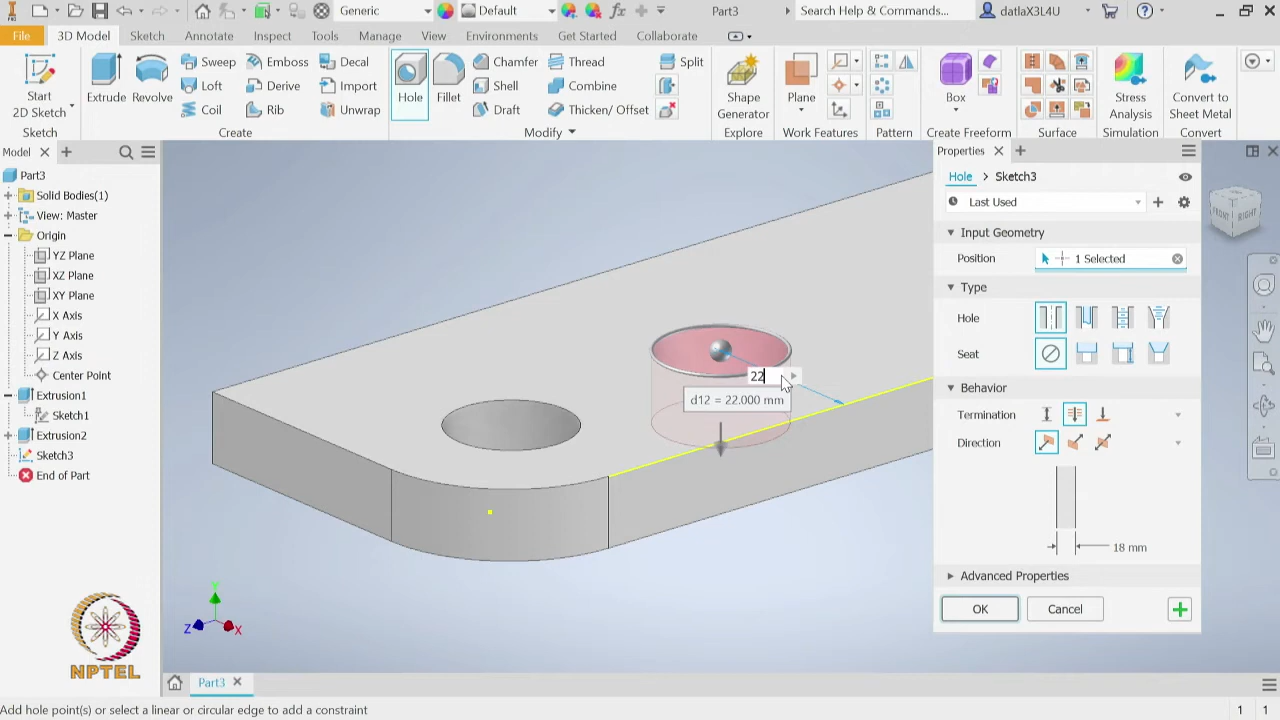 Generic
Default
Part3
Search Help & Commands...
datlaX3L4U
File
3D Model
Sketch
Annotate
Inspect
Tools
Manage
View
Environments
Get Started
Collaborate
Start
2D Sketch
Extrude
Revolve
Sweep
Emboss
Decal
Loft
Derive
Import
Coil
Rib
Unwrap
Hole
Fillet
Chamfer
Thread
Split
Shell
Combine
Draft
Thicken/ Offset
Shape
Generator
Plane
Box
Stress
Analysis
Convert to
Sheet Metal
Sketch
Create
Modify
Explore
Work Features
Pattern
Create Freeform
Surface
Simulation
Convert
Model
Part3
Solid Bodies(1)
View: Master
Origin
YZ Plane
XZ Plane
XY Plane
X Axis
Y Axis
Z Axis
Center Point
Extrusion1
Sketch1
Extrusion2
Sketch3
End of Part
22
d12 = 22.000 mm
Properties
Hole > Sketch3
Last Used
Input Geometry
Position
1 Selected
Type
Hole
Seat
Behavior
Termination
Direction
18 mm
Advanced Properties
OK
Cancel
FRONT
RIGHT
Y
Z
X
NPTEL
Part3
Add hole point(s) or select a linear or circular edge to add a constraint
1
1